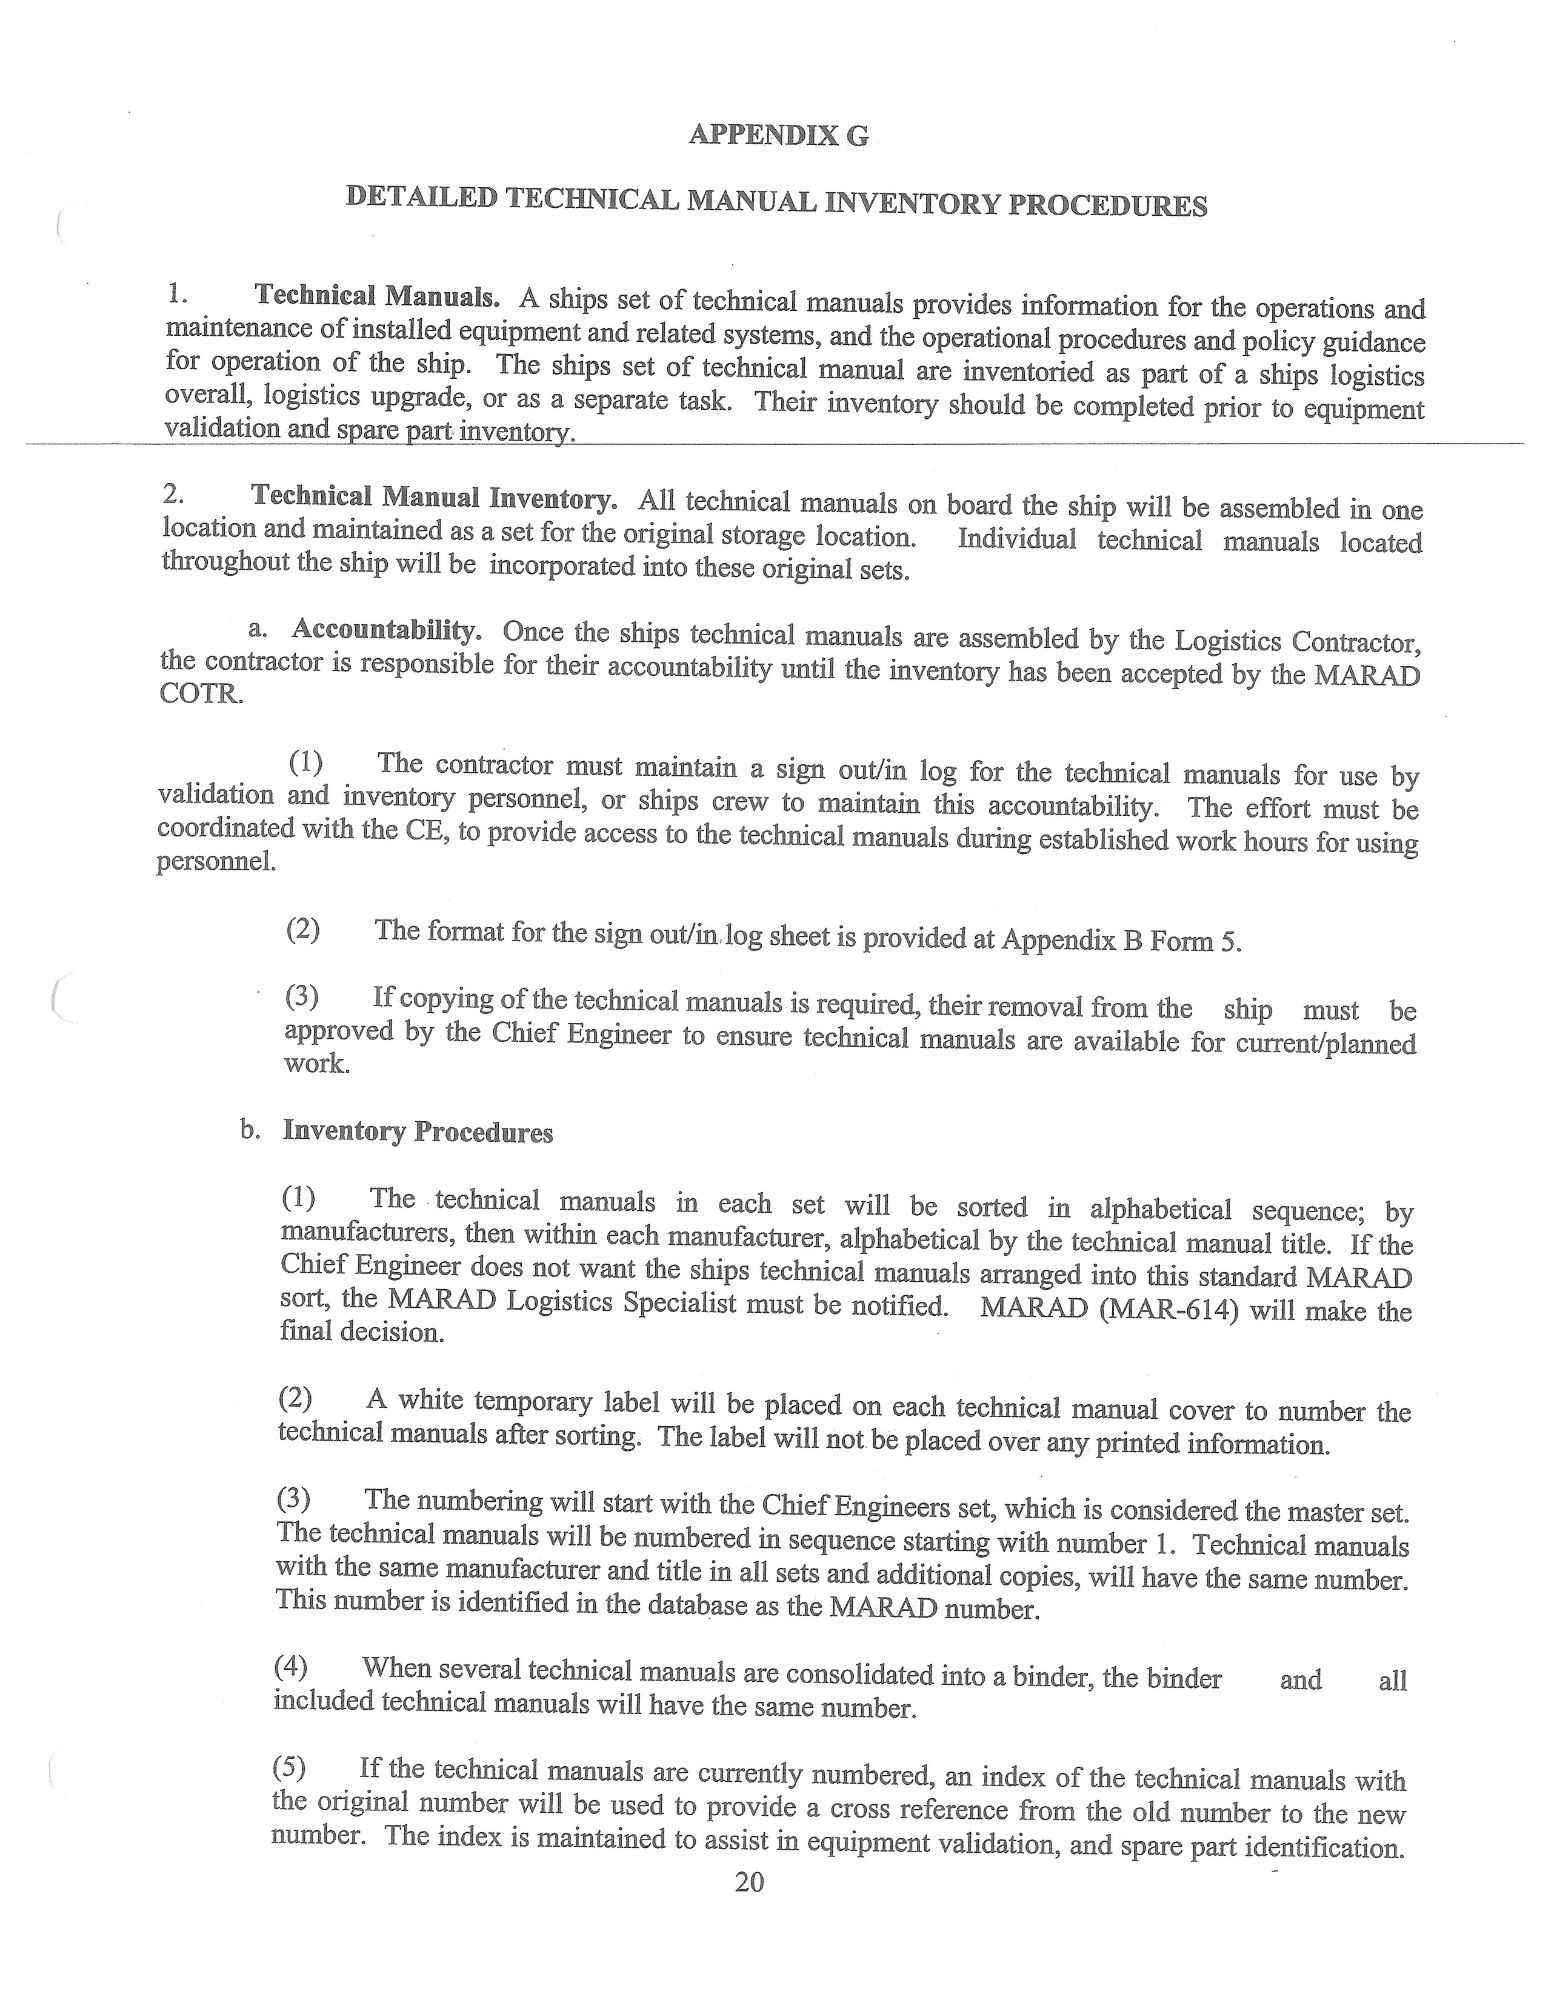 APPENDIX G
DETAILED TECHNICAL MANUAL INVENTORY PROCEDURES
1. Technical Manuals. A ships set of technical manuals provides information for the operations and
maintenance of installed equipment and related systems, and the operational procedures and policy guidance
for operation of the ship. The ships set of technical manual are inventoried as part of a ships logistics
overall, logistics upgrade, or as a separate task. Their inventory should be completed prior to equipment
validation and spare part inventory.
2. Technical Manual Inventory. All technical manuals on board the ship will be assembled in one
location and maintained as a set for the original storage location. Individual technical manuals located
throughout the ship will be incorporated into these original sets.
a. Accountability. Once the ships technical manuals are assembled by the Logistics Contractor,
the contractor is responsible for their accountability until the inventory has been accepted by the MARAD
COTR.
(1) The contractor must maintain a sign out/in log for the technical manuals for use by
validation and inventory personnel, or ships crew to maintain this accountability. The effort must be
coordinated with the CE, to provide access to the technical manuals during established work hours for using
personnel.
(2) The format for the sign out/in log sheet is provided at Appendix B Form 5.
(3) If copying of the technical manuals is required, their removal from the ship must be
approved by the Chief Engineer to ensure technical manuals are available for current/planned
work.
b. Inventory Procedures
(1) The technical manuals in each set will be sorted in alphabetical sequence; by
manufacturers, then within each manufacturer, alphabetical by the technical manual title. If the
Chief Engineer does not want the ships technical manuals arranged into this standard MARAD
sort, the MARAD Logistics Specialist must be notified. MARAD (MAR-614) will make the
final decision.
(2) A white temporary label will be placed on each technical manual cover to number the
technical manuals after sorting. The label will not be placed over any printed information.
(3) The numbering will start with the Chief Engineers set, which is considered the master set.
The technical manuals will be numbered in sequence starting with number 1. Technical manuals
with the same manufacturer and title in all sets and additional copies, will have the same number.
This number is identified in the database as the MARAD number.
(4) When several technical manuals are consolidated into a binder, the binder and all
included technical manuals will have the same number.
(5) If the technical manuals are currently numbered, an index of the technical manuals with
the original number will be used to provide a cross reference from the old number to the new
number. The index is maintained to assist in equipment validation, and spare part identification.
20